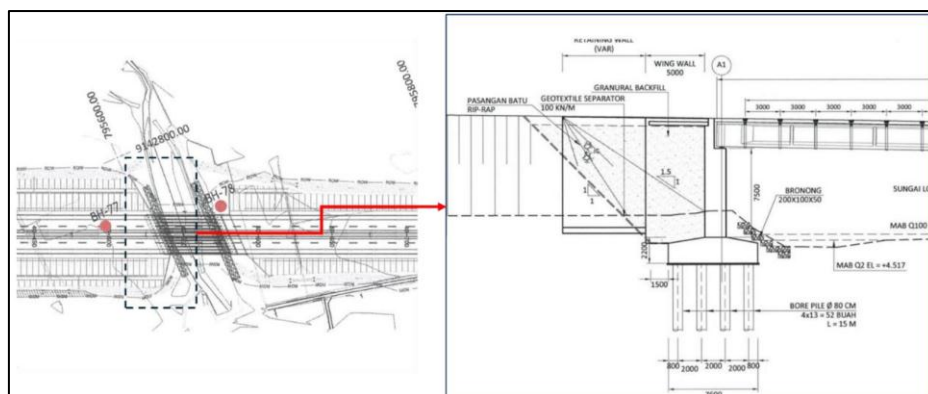 795600.00
9142800.00
795800.00
BH-77
BH-78
RETAINING WALL
(VAR)
WING WALL
5000
A1
GRANURAL BACKFILL
PASANGAN BATU
RIP-RAP
GEOTEXTILE SEPARATOR
100 KN/M
3000
3000
3000
3000
3000
1
1
1.5
1
7500
BRONONG
200X100X50
SUNGAI LO
MAB Q100
MAB Q2 EL = +4.517
2200
1500
BORE PILE Ø 80 CM
4x13 = 52 BUAH
L = 15 M
800
2000
2000
2000
800